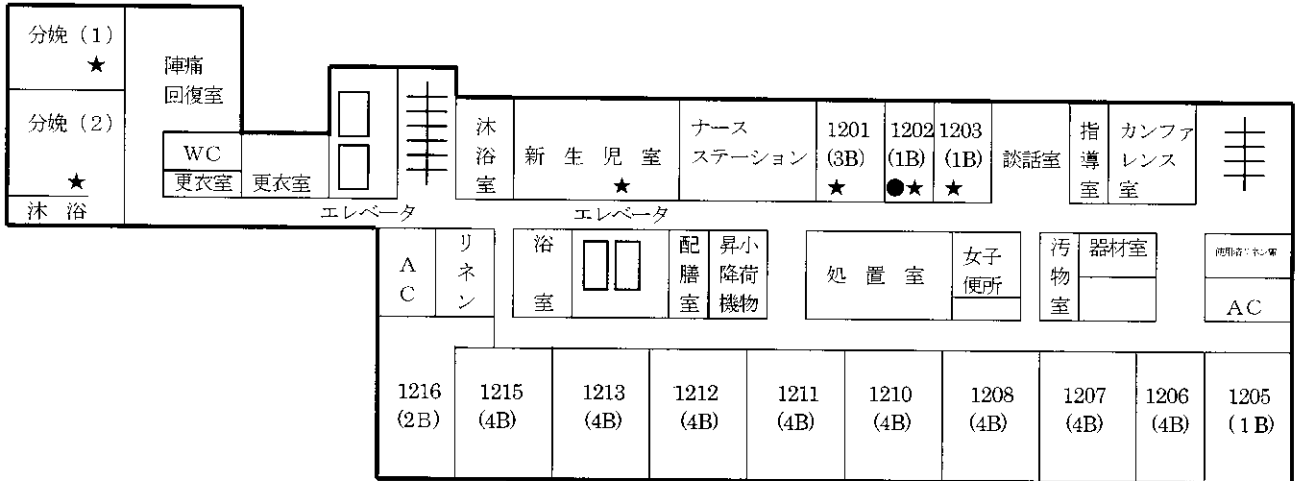 分娩（1）
★
陣痛
回復室
分娩（2）
★
沐 浴
WC
更衣室
更衣室
エレベータ
沐浴室
新 生 児 室
★
ナース
ステーション
1201
(3B)
★
1202
(1B)
●★
1203
(1B)
★
談話室
指導室
カンファ
レンス
室
エレベータ
AC
リネン
浴室
配膳室
小荷物
昇降機
処 置 室
女子
便所
汚物室
器材室
AC
1216
(2B)
1215
(4B)
1213
(4B)
1212
(4B)
1211
(4B)
1210
(4B)
1208
(4B)
1207
(4B)
1206
(4B)
1205
(1B)